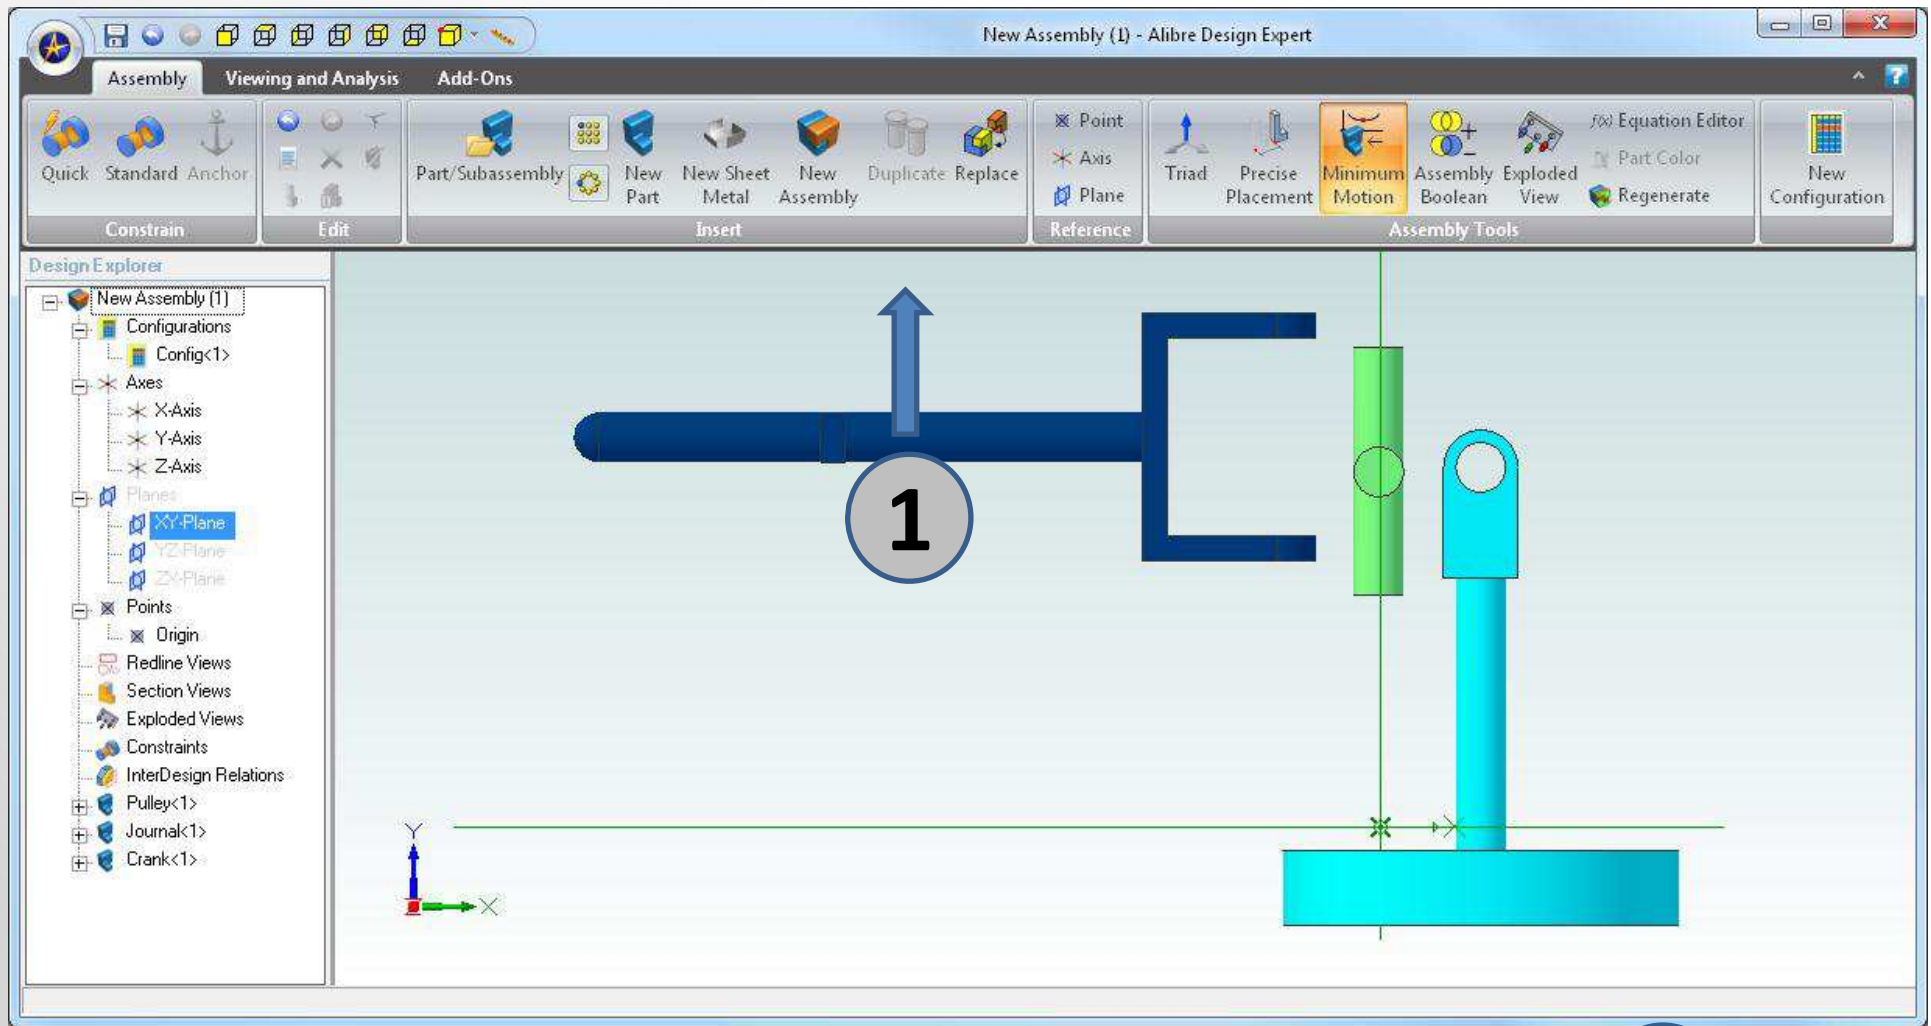 New Assembly (1) - Alibre Design Expert
Assembly
Viewing and Analysis
Add-Ons
Quick
Standard
Anchor
Constrain
Edit
Part/Subassembly
New
Part
New Sheet
Metal
New
Assembly
Duplicate
Replace
Insert
Point
Axis
Plane
Reference
Triad
Precise
Placement
Minimum
Motion
Assembly
Boolean
Exploded
View
f(x) Equation Editor
Part Color
Regenerate
Assembly Tools
New
Configuration
Design Explorer
New Assembly (1)
Configurations
Config<1>
Axes
X-Axis
Y-Axis
Z-Axis
Planes
XY-Plane
YZ-Plane
ZX-Plane
Points
Origin
Redline Views
Section Views
Exploded Views
Constraints
InterDesign Relations
Pulley<1>
Journal<1>
Crank<1>
1
Y
X